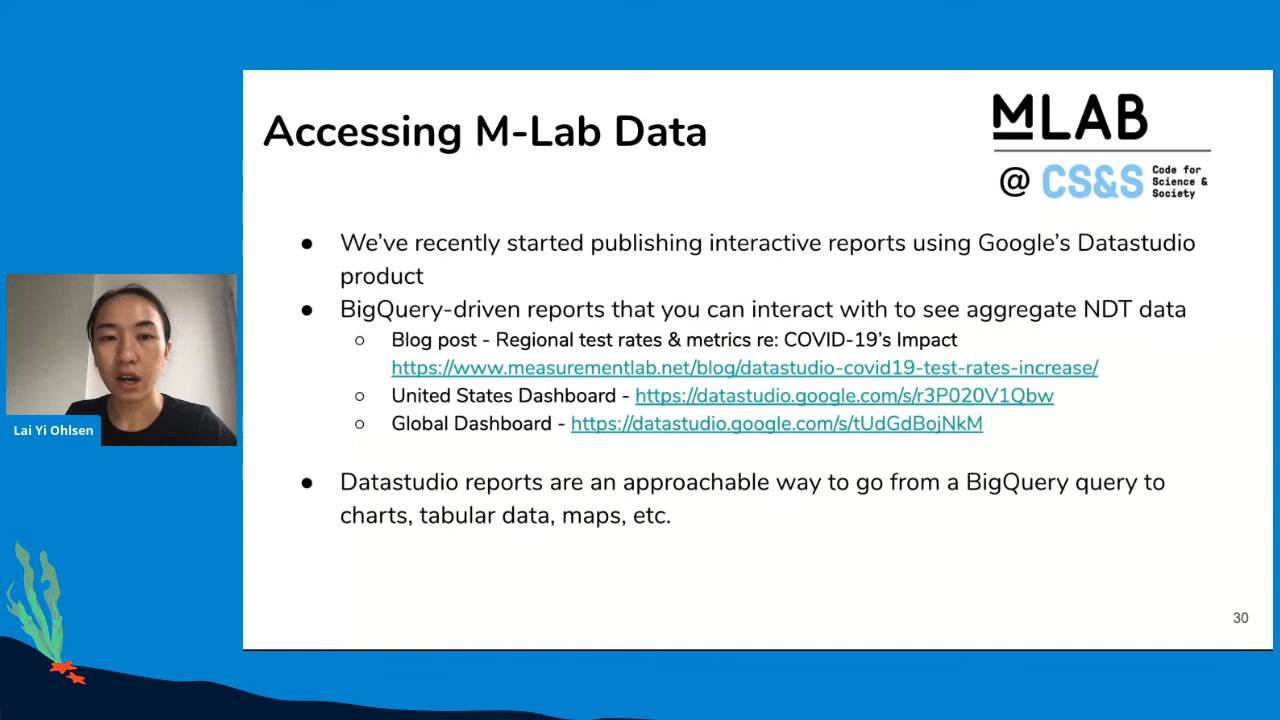 Accessing M-Lab Data
MLAB
@ CS&S Code for
Science &
Society
● We’ve recently started publishing interactive reports using Google’s Datastudio
product
● BigQuery-driven reports that you can interact with to see aggregate NDT data
○ Blog post - Regional test rates & metrics re: COVID-19’s Impact
https://www.measurementlab.net/blog/datastudio-covid19-test-rates-increase/
○ United States Dashboard - https://datastudio.google.com/s/r3P020V1Qbw
○ Global Dashboard - https://datastudio.google.com/s/tUdGdBojNkM
● Datastudio reports are an approachable way to go from a BigQuery query to
charts, tabular data, maps, etc.
30
Lai Yi Ohlsen